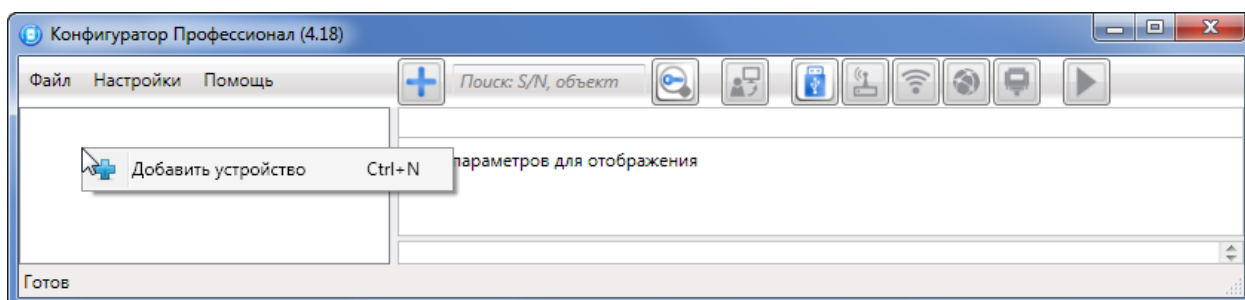 Конфигуратор Профессионал (4.18)
Файл Настройки Помощь Поиск: S/N, объект
Добавить устройство Ctrl+N параметров для отображения
Готов